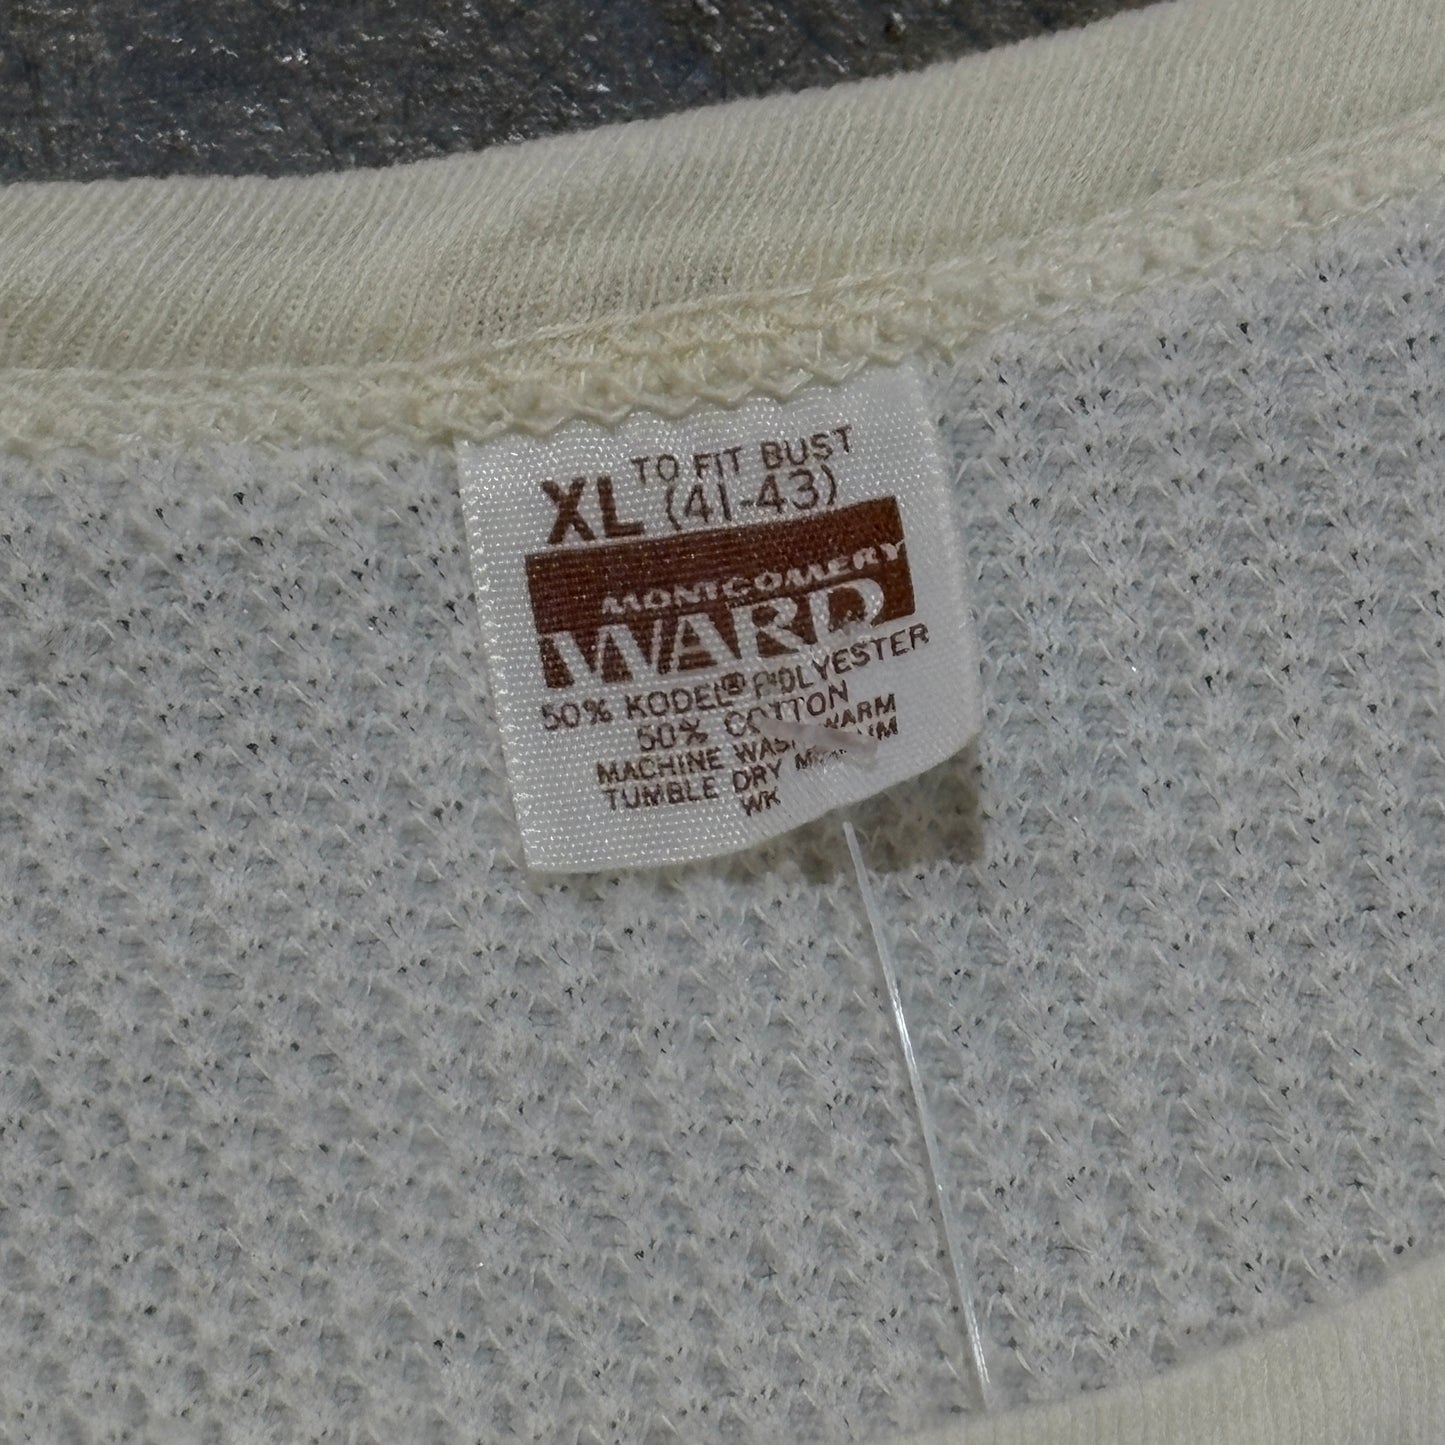 XL TO FIT BUST
(41-43)
MONTGOMERY
WARD
50% KODEL® POLYESTER
50% COTTON
MACHINE WASH WARM
TUMBLE DRY
WK